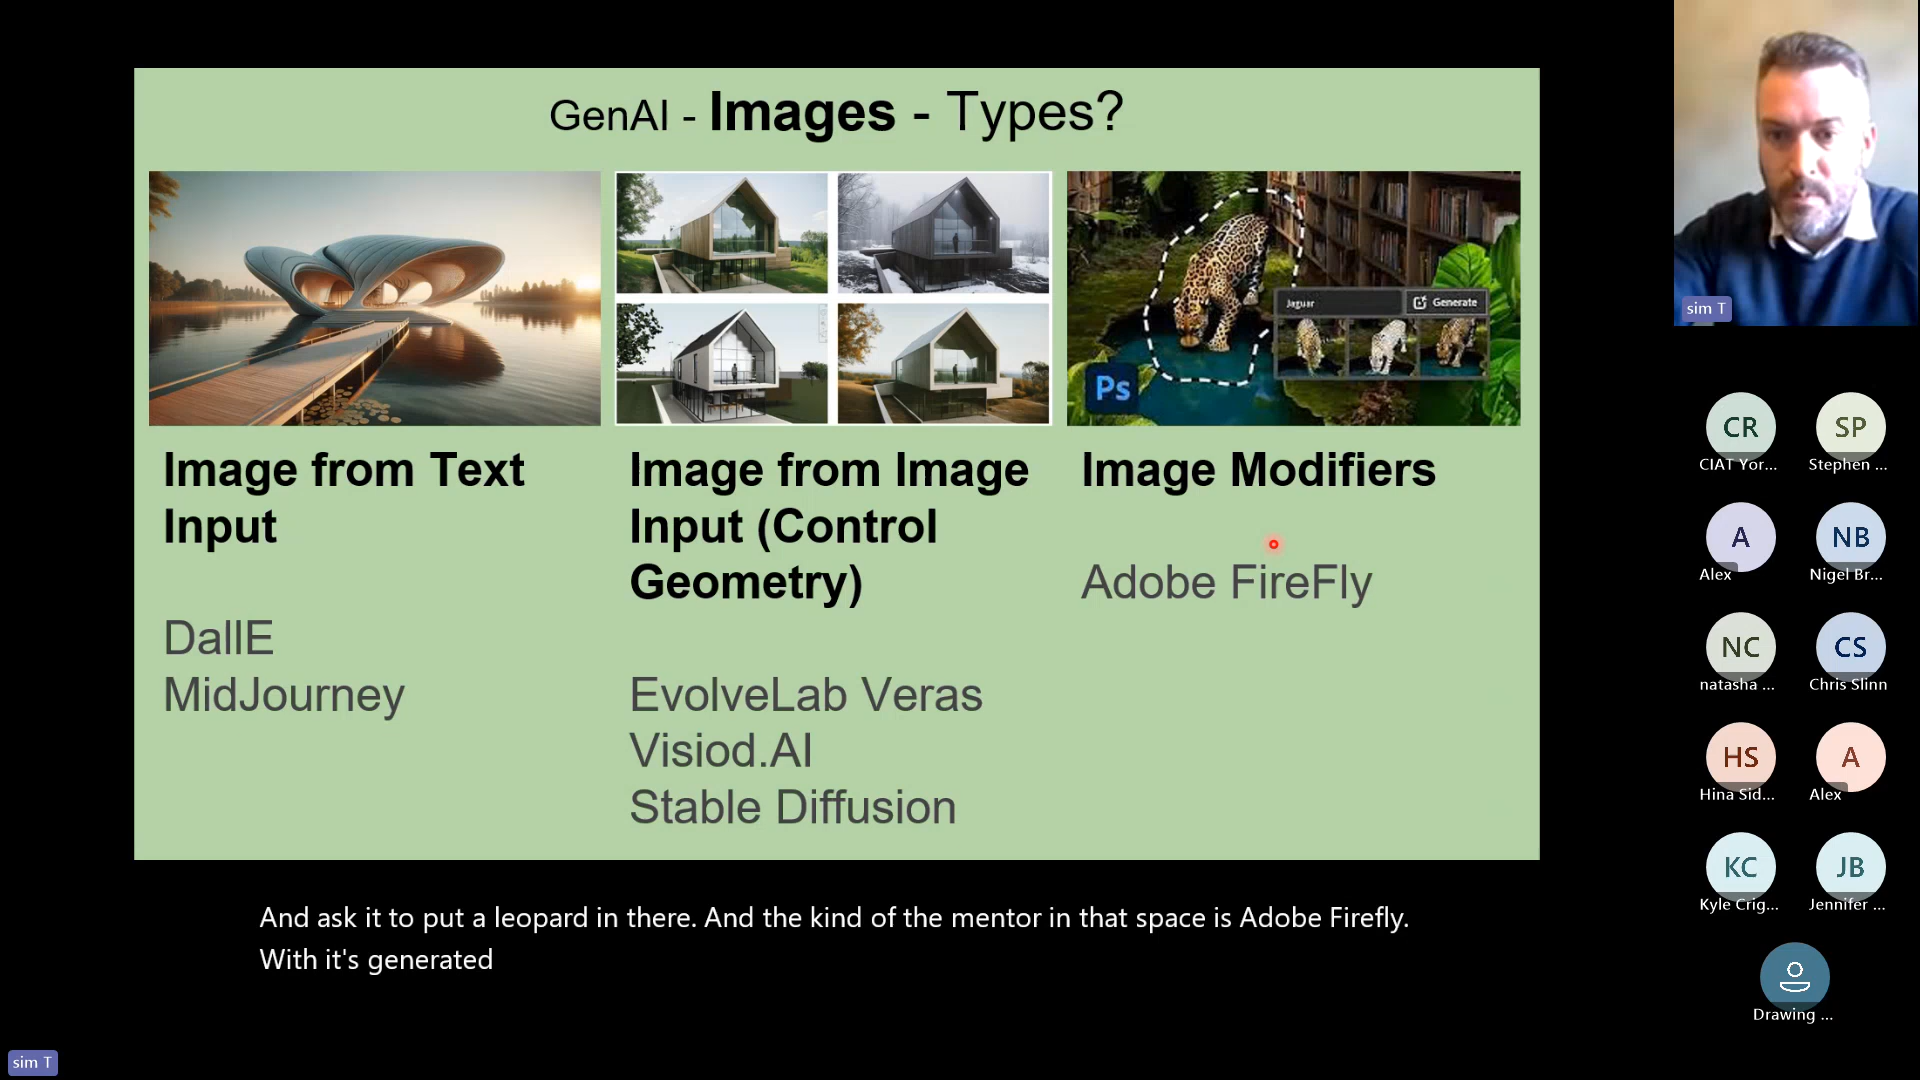 GenAI - Images - Types?
Jaguar
Generate
Ps
Image from Text
Input
DallE
MidJourney
Image from Image
Input (Control
Geometry)
EvolveLab Veras
Visiod.AI
Stable Diffusion
Image Modifiers
Adobe FireFly
And ask it to put a leopard in there. And the kind of the mentor in that space is Adobe Firefly.
With it's generated
sim T
CR
CIAT Yor...
SP
Stephen ...
A
Alex
NB
Nigel Br...
NC
natasha ...
CS
Chris Slinn
HS
Hina Sid...
A
Alex
KC
Kyle Crig...
JB
Jennifer ...
Drawing ...
sim T